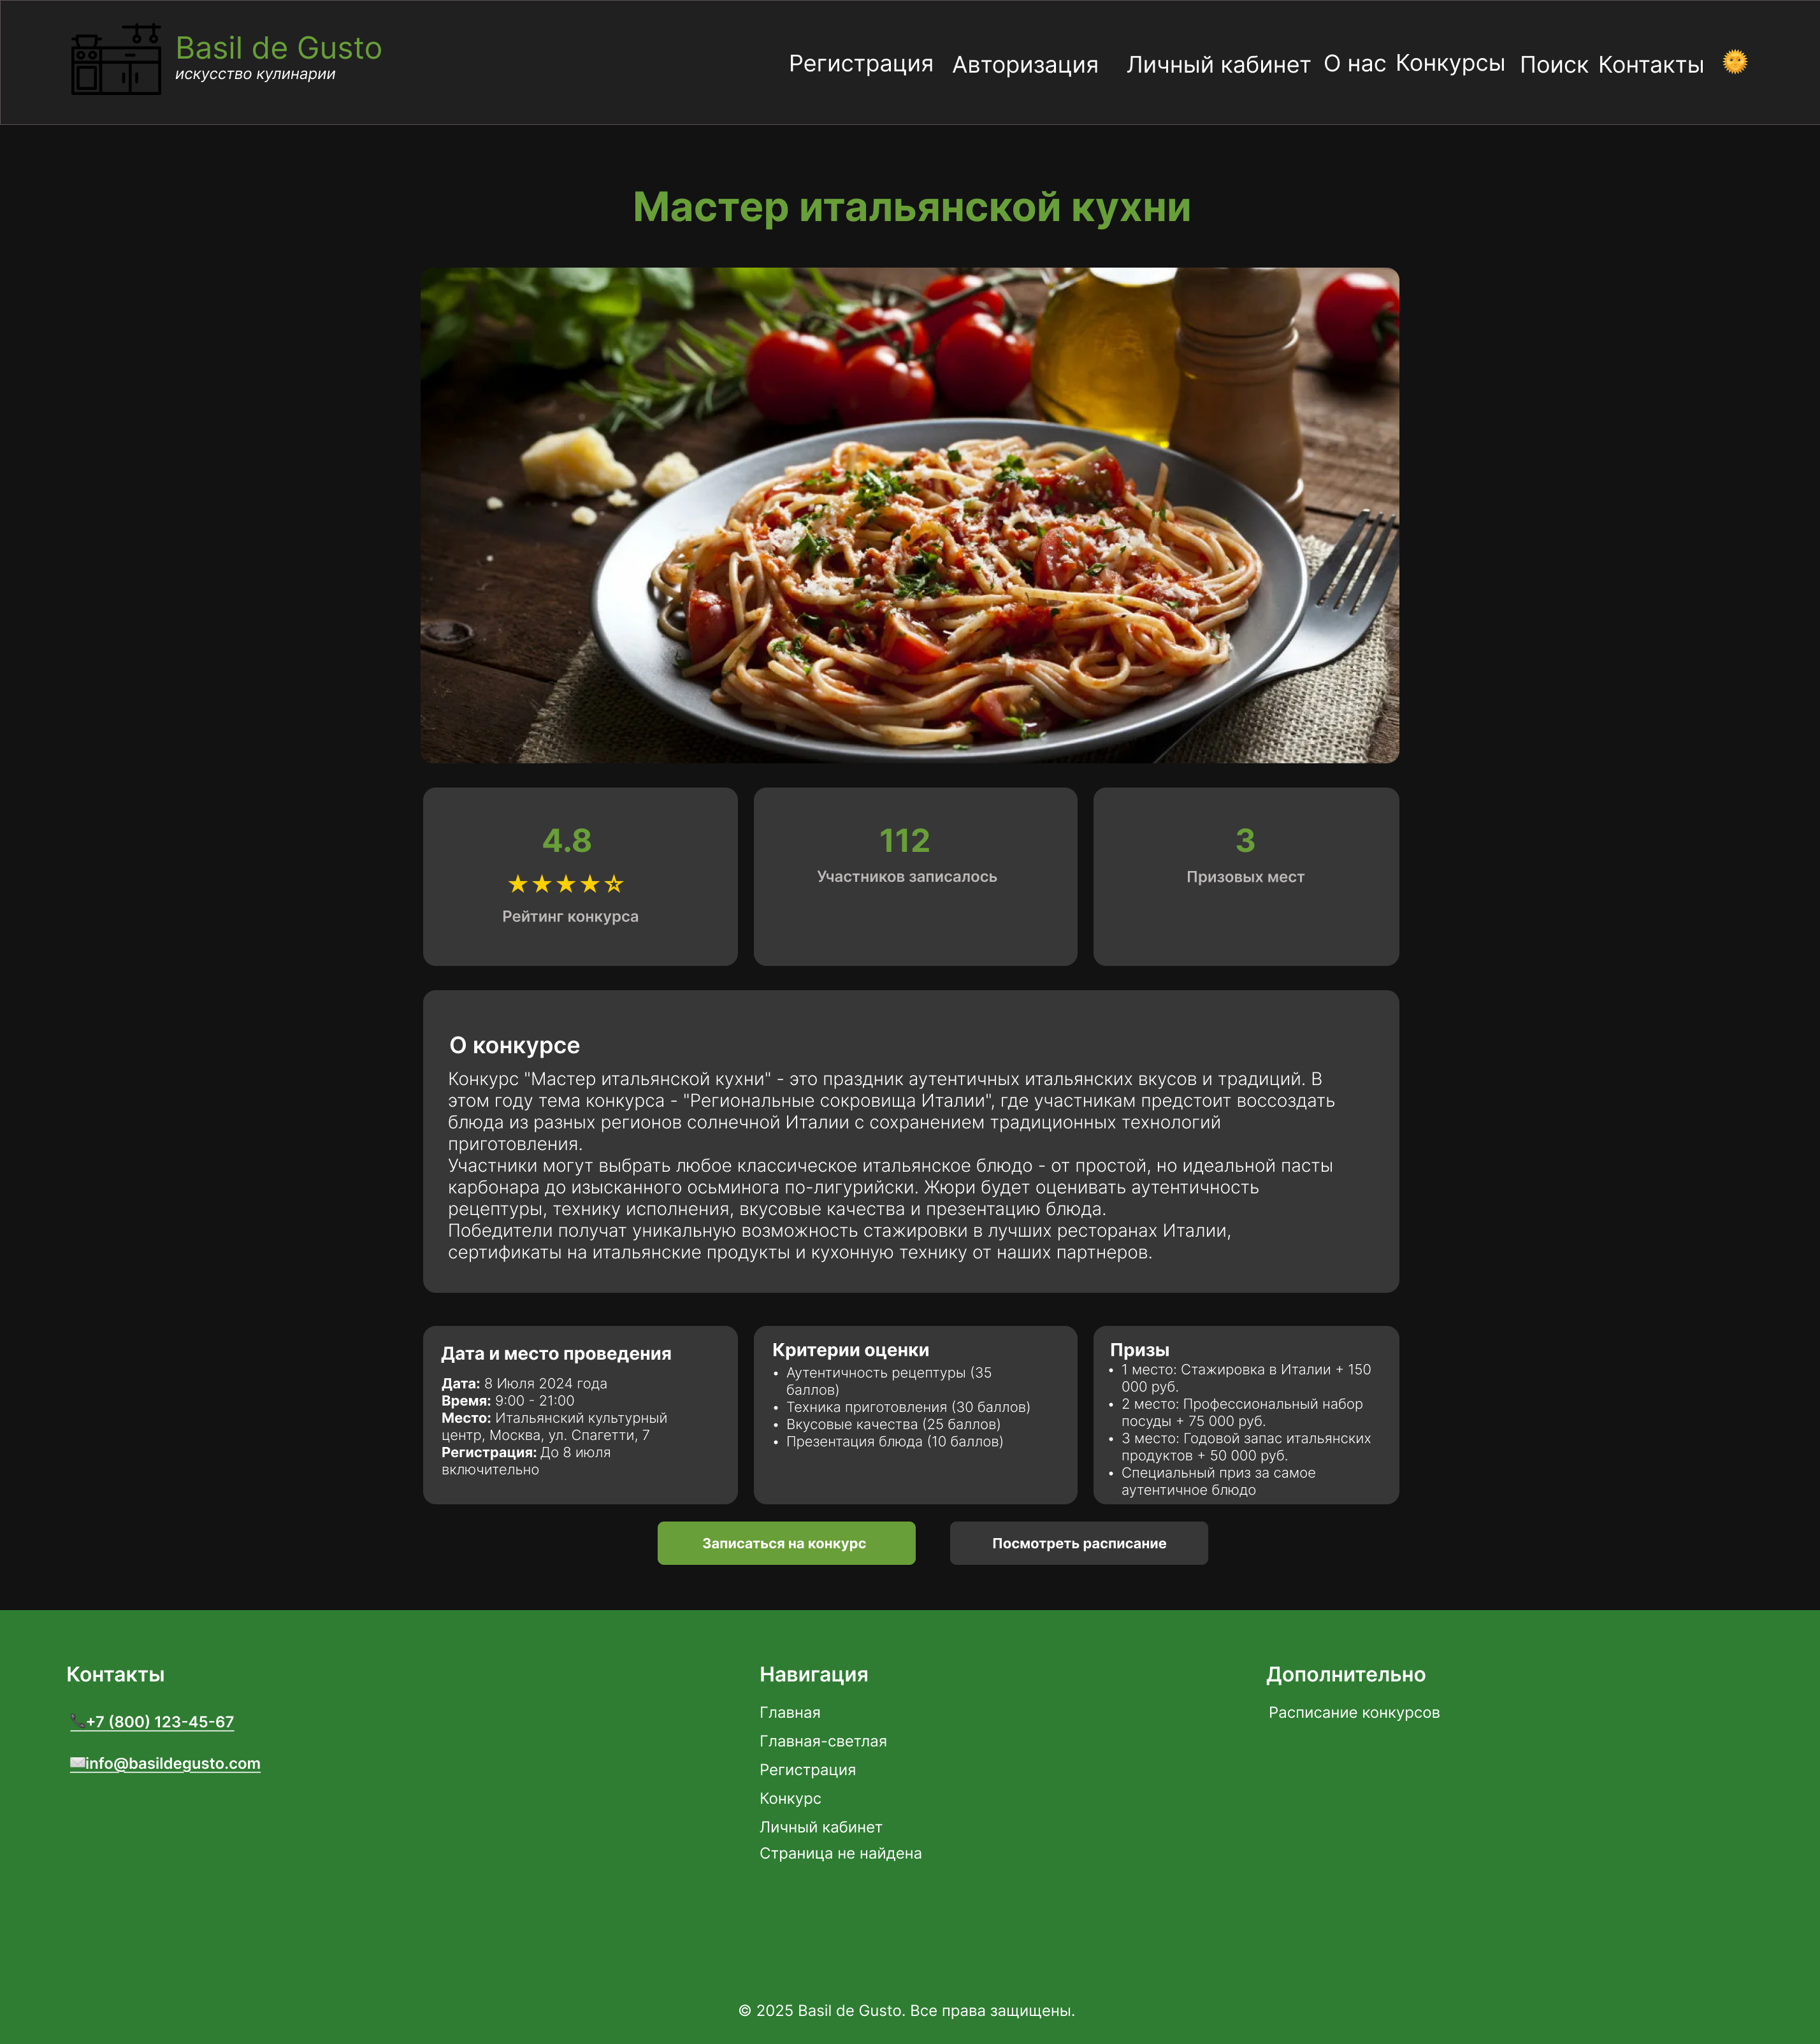 Basil de Gusto
искусство кулинарии
Регистрация Авторизация Личный кабинет О нас Конкурсы Поиск Контакты
Мастер итальянской кухни
4.8
★★★★☆
Рейтинг конкурса
112
Участников записалось
3
Призовых мест
О конкурсе
Конкурс "Мастер итальянской кухни" - это праздник аутентичных итальянских вкусов и традиций. В
этом году тема конкурса - "Региональные сокровища Италии", где участникам предстоит воссоздать
блюда из разных регионов солнечной Италии с сохранением традиционных технологий
приготовления.
Участники могут выбрать любое классическое итальянское блюдо - от простой, но идеальной пасты
карбонара до изысканного осьминога по-лигурийски. Жюри будет оценивать аутентичность
рецептуры, технику исполнения, вкусовые качества и презентацию блюда.
Победители получат уникальную возможность стажировки в лучших ресторанах Италии,
сертификаты на итальянские продукты и кухонную технику от наших партнеров.
Дата и место проведения
Дата: 8 Июля 2024 года
Время: 9:00 - 21:00
Место: Итальянский культурный
центр, Москва, ул. Спагетти, 7
Регистрация: До 8 июля
включительно
Критерии оценки
• Аутентичность рецептуры (35
баллов)
• Техника приготовления (30 баллов)
• Вкусовые качества (25 баллов)
• Презентация блюда (10 баллов)
Призы
• 1 место: Стажировка в Италии + 150
000 руб.
• 2 место: Профессиональный набор
посуды + 75 000 руб.
• 3 место: Годовой запас итальянских
продуктов + 50 000 руб.
• Специальный приз за самое
аутентичное блюдо
Записаться на конкурс
Посмотреть расписание
Контакты
+7 (800) 123-45-67
info@basildegusto.com
Навигация
Главная
Главная-светлая
Регистрация
Конкурс
Личный кабинет
Страница не найдена
Дополнительно
Расписание конкурсов
© 2025 Basil de Gusto. Все права защищены.